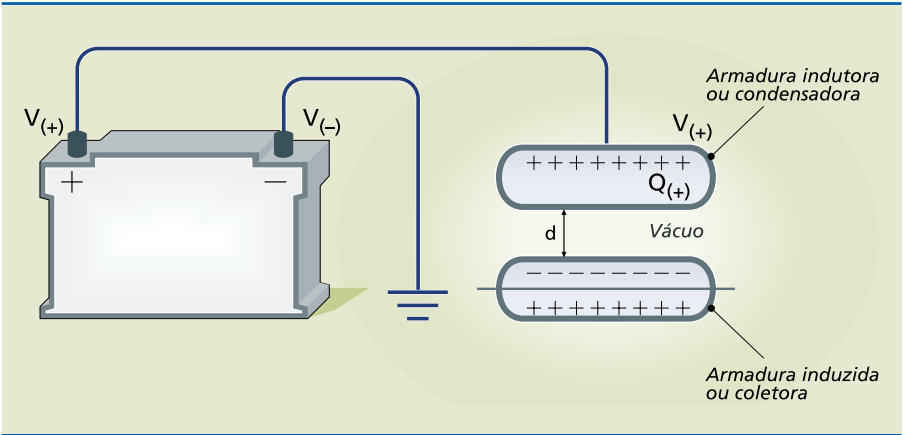 Armadura indutora
ou condensadora
V(+)
V(–)
V(+)
+ –
+ + + + + + + +
Q(+)
d
Vácuo
– – – – – – – – –
+ + + + + + + +
Armadura induzida
ou coletora